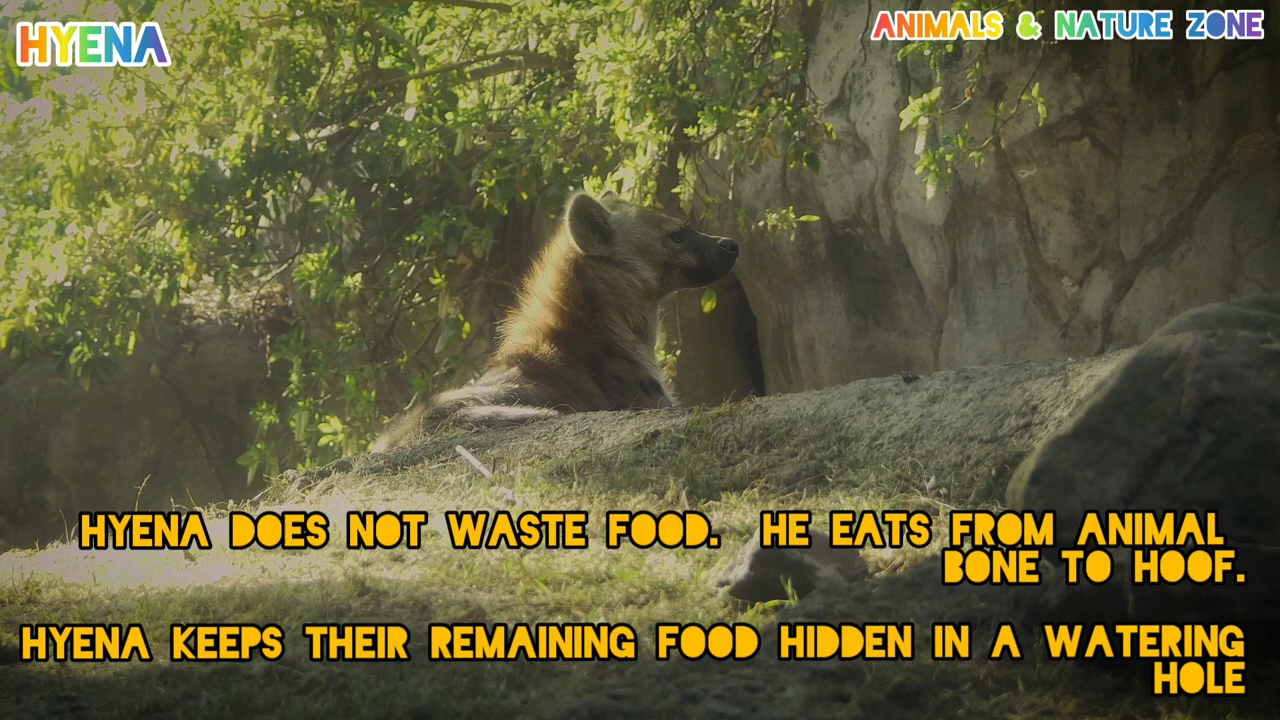 HYENA
ANIMALS & NATURE ZONE
HYENA DOES NOT WASTE FOOD. HE EATS FROM ANIMAL
BONE TO HOOF.
HYENA KEEPS THEIR REMAINING FOOD HIDDEN IN A WATERING
HOLE